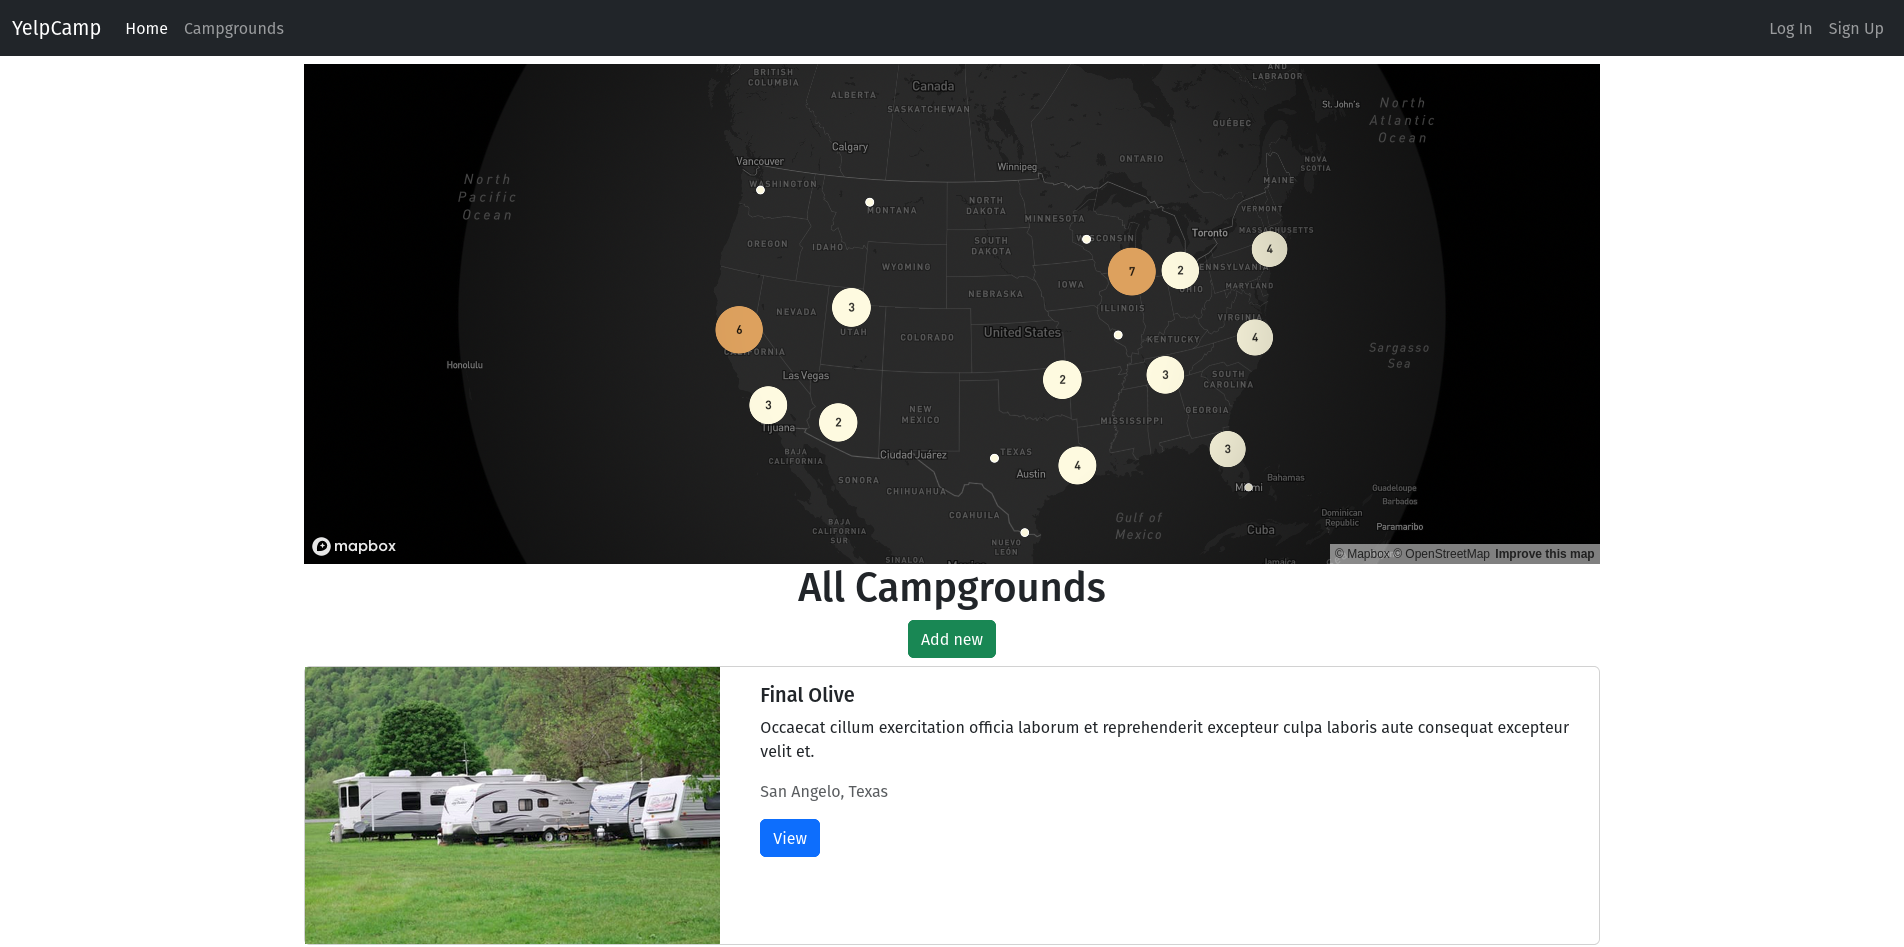 YelpCamp Home Campgrounds Log In Sign Up
BRITISH
COLUMBIA
ALBERTA
Canada
SASKATCHEWAN
AND
LABRADOR
St. John's
North
Atlantic
Ocean
QUÉBEC
Vancouver
Calgary
Winnipeg
ONTARIO
NOVA
SCOTIA
MAINE
North
Pacific
Ocean
WASHINGTON
MONTANA
NORTH
DAKOTA
MINNESOTA
VERMONT
MASSACHUSETTS
Toronto
OREGON
IDAHO
SOUTH
DAKOTA
WISCONSIN
4
WYOMING
7
2
PENNSYLVANIA
OHIO
MARYLAND
IOWA
NEBRASKA
3
NEVADA
UTAH
ILLINOIS
VIRGINIA
6
CALIFORNIA
COLORADO
United States
KENTUCKY
4
Sargasso
Sea
Honolulu
Las Vegas
2
3
SOUTH
CAROLINA
3
Tijuana
2
NEW
MEXICO
MISSISSIPPI
GEORGIA
BAJA
CALIFORNIA
Ciudad Juárez
TEXAS
Austin
4
3
SONORA
CHIHUAHUA
Miami
Bahamas
Guadeloupe
Barbados
COAHUILA
BAJA
CALIFORNIA
SUR
Gulf of
Mexico
Cuba
Dominican
Republic
Paramaribo
NUEVO
LEÓN
SINALOA
Jamaica
mapbox
© Mapbox © OpenStreetMap Improve this map
All Campgrounds
Add new
Final Olive
Occaecat cillum exercitation officia laborum et reprehenderit excepteur culpa laboris aute consequat excepteur
velit et.
San Angelo, Texas
View